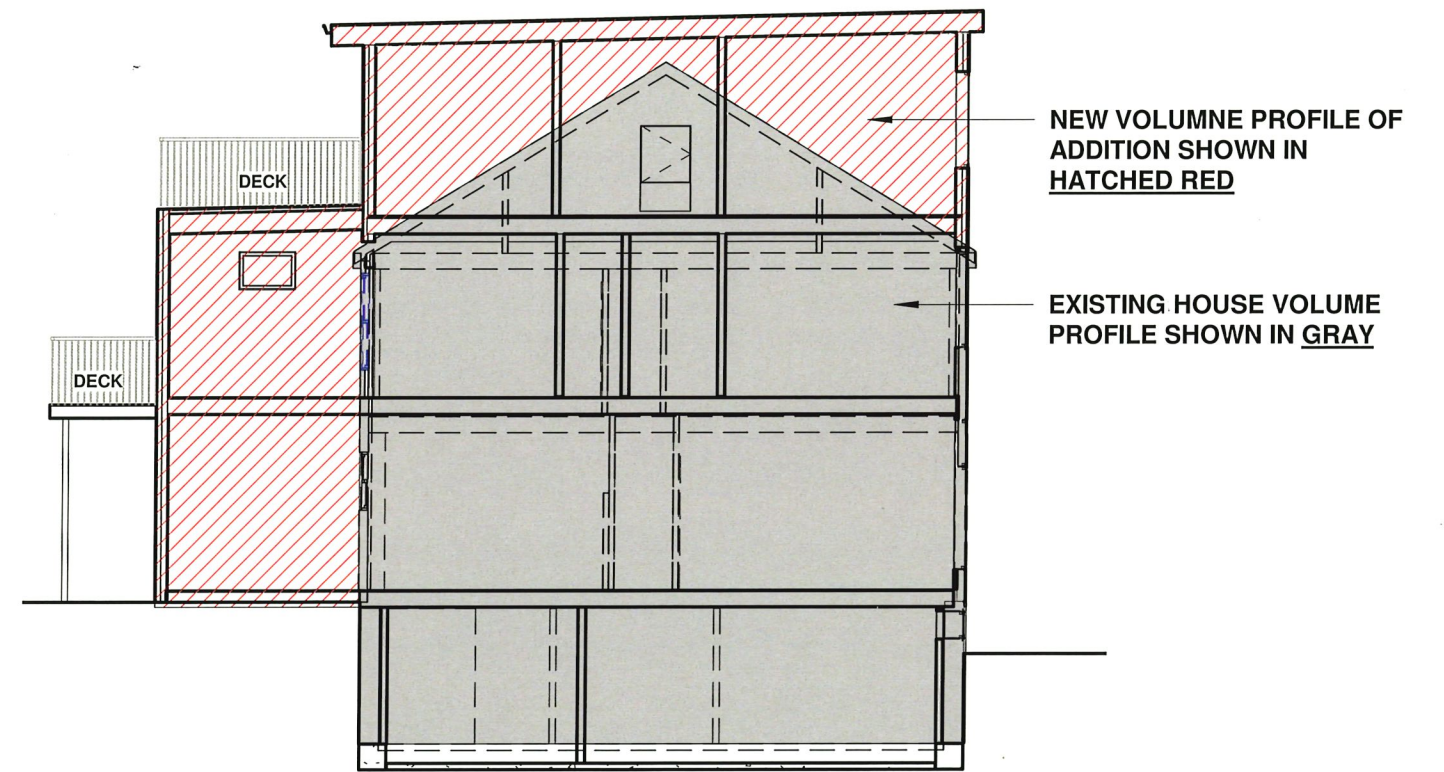 DECK
NEW VOLUMNE PROFILE OF
ADDITION SHOWN IN
HATCHED RED
EXISTING HOUSE VOLUME
PROFILE SHOWN IN GRAY
DECK